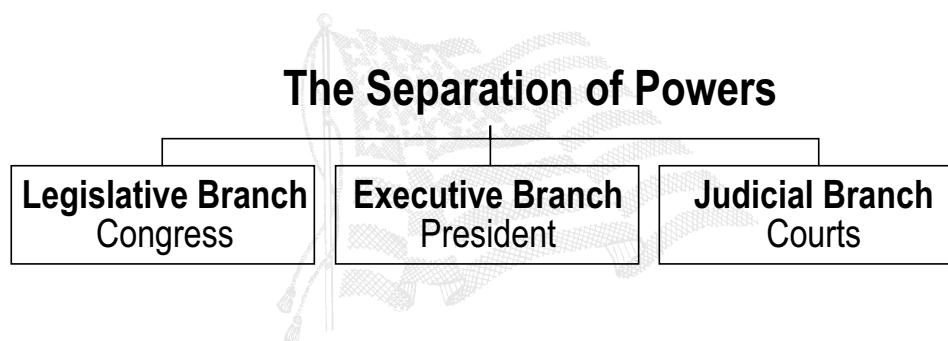 The Separation of Powers
Legislative Branch
Congress
Executive Branch
President
Judicial Branch
Courts